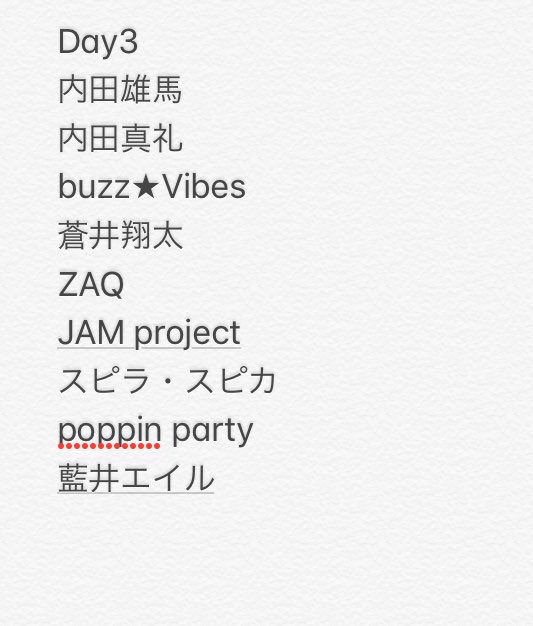 Day3
内田雄馬
内田真礼
buzz★Vibes
蒼井翔太
ZAQ
JAM project
スピラ・スピカ
poppin party
藍井エイル